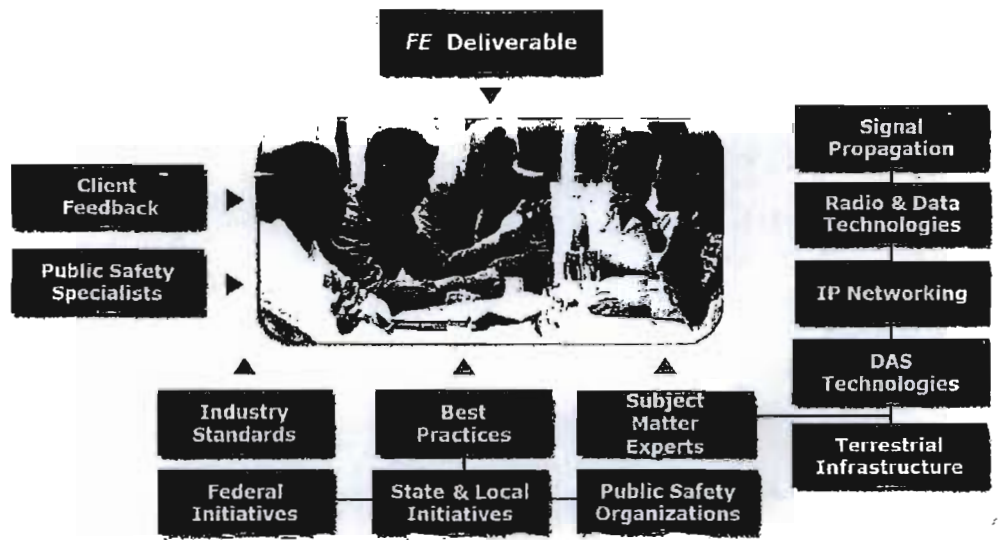 FE Deliverable
Client
Feedback
Public Safety
Specialists
Signal
Propagation
Radio & Data
Technologies
IP Networking
DAS
Technologies
Terrestrial
Infrastructure
Industry
Standards
Best
Practices
Subject
Matter
Experts
Federal
Initiatives
State & Local
Initiatives
Public Safety
Organizations